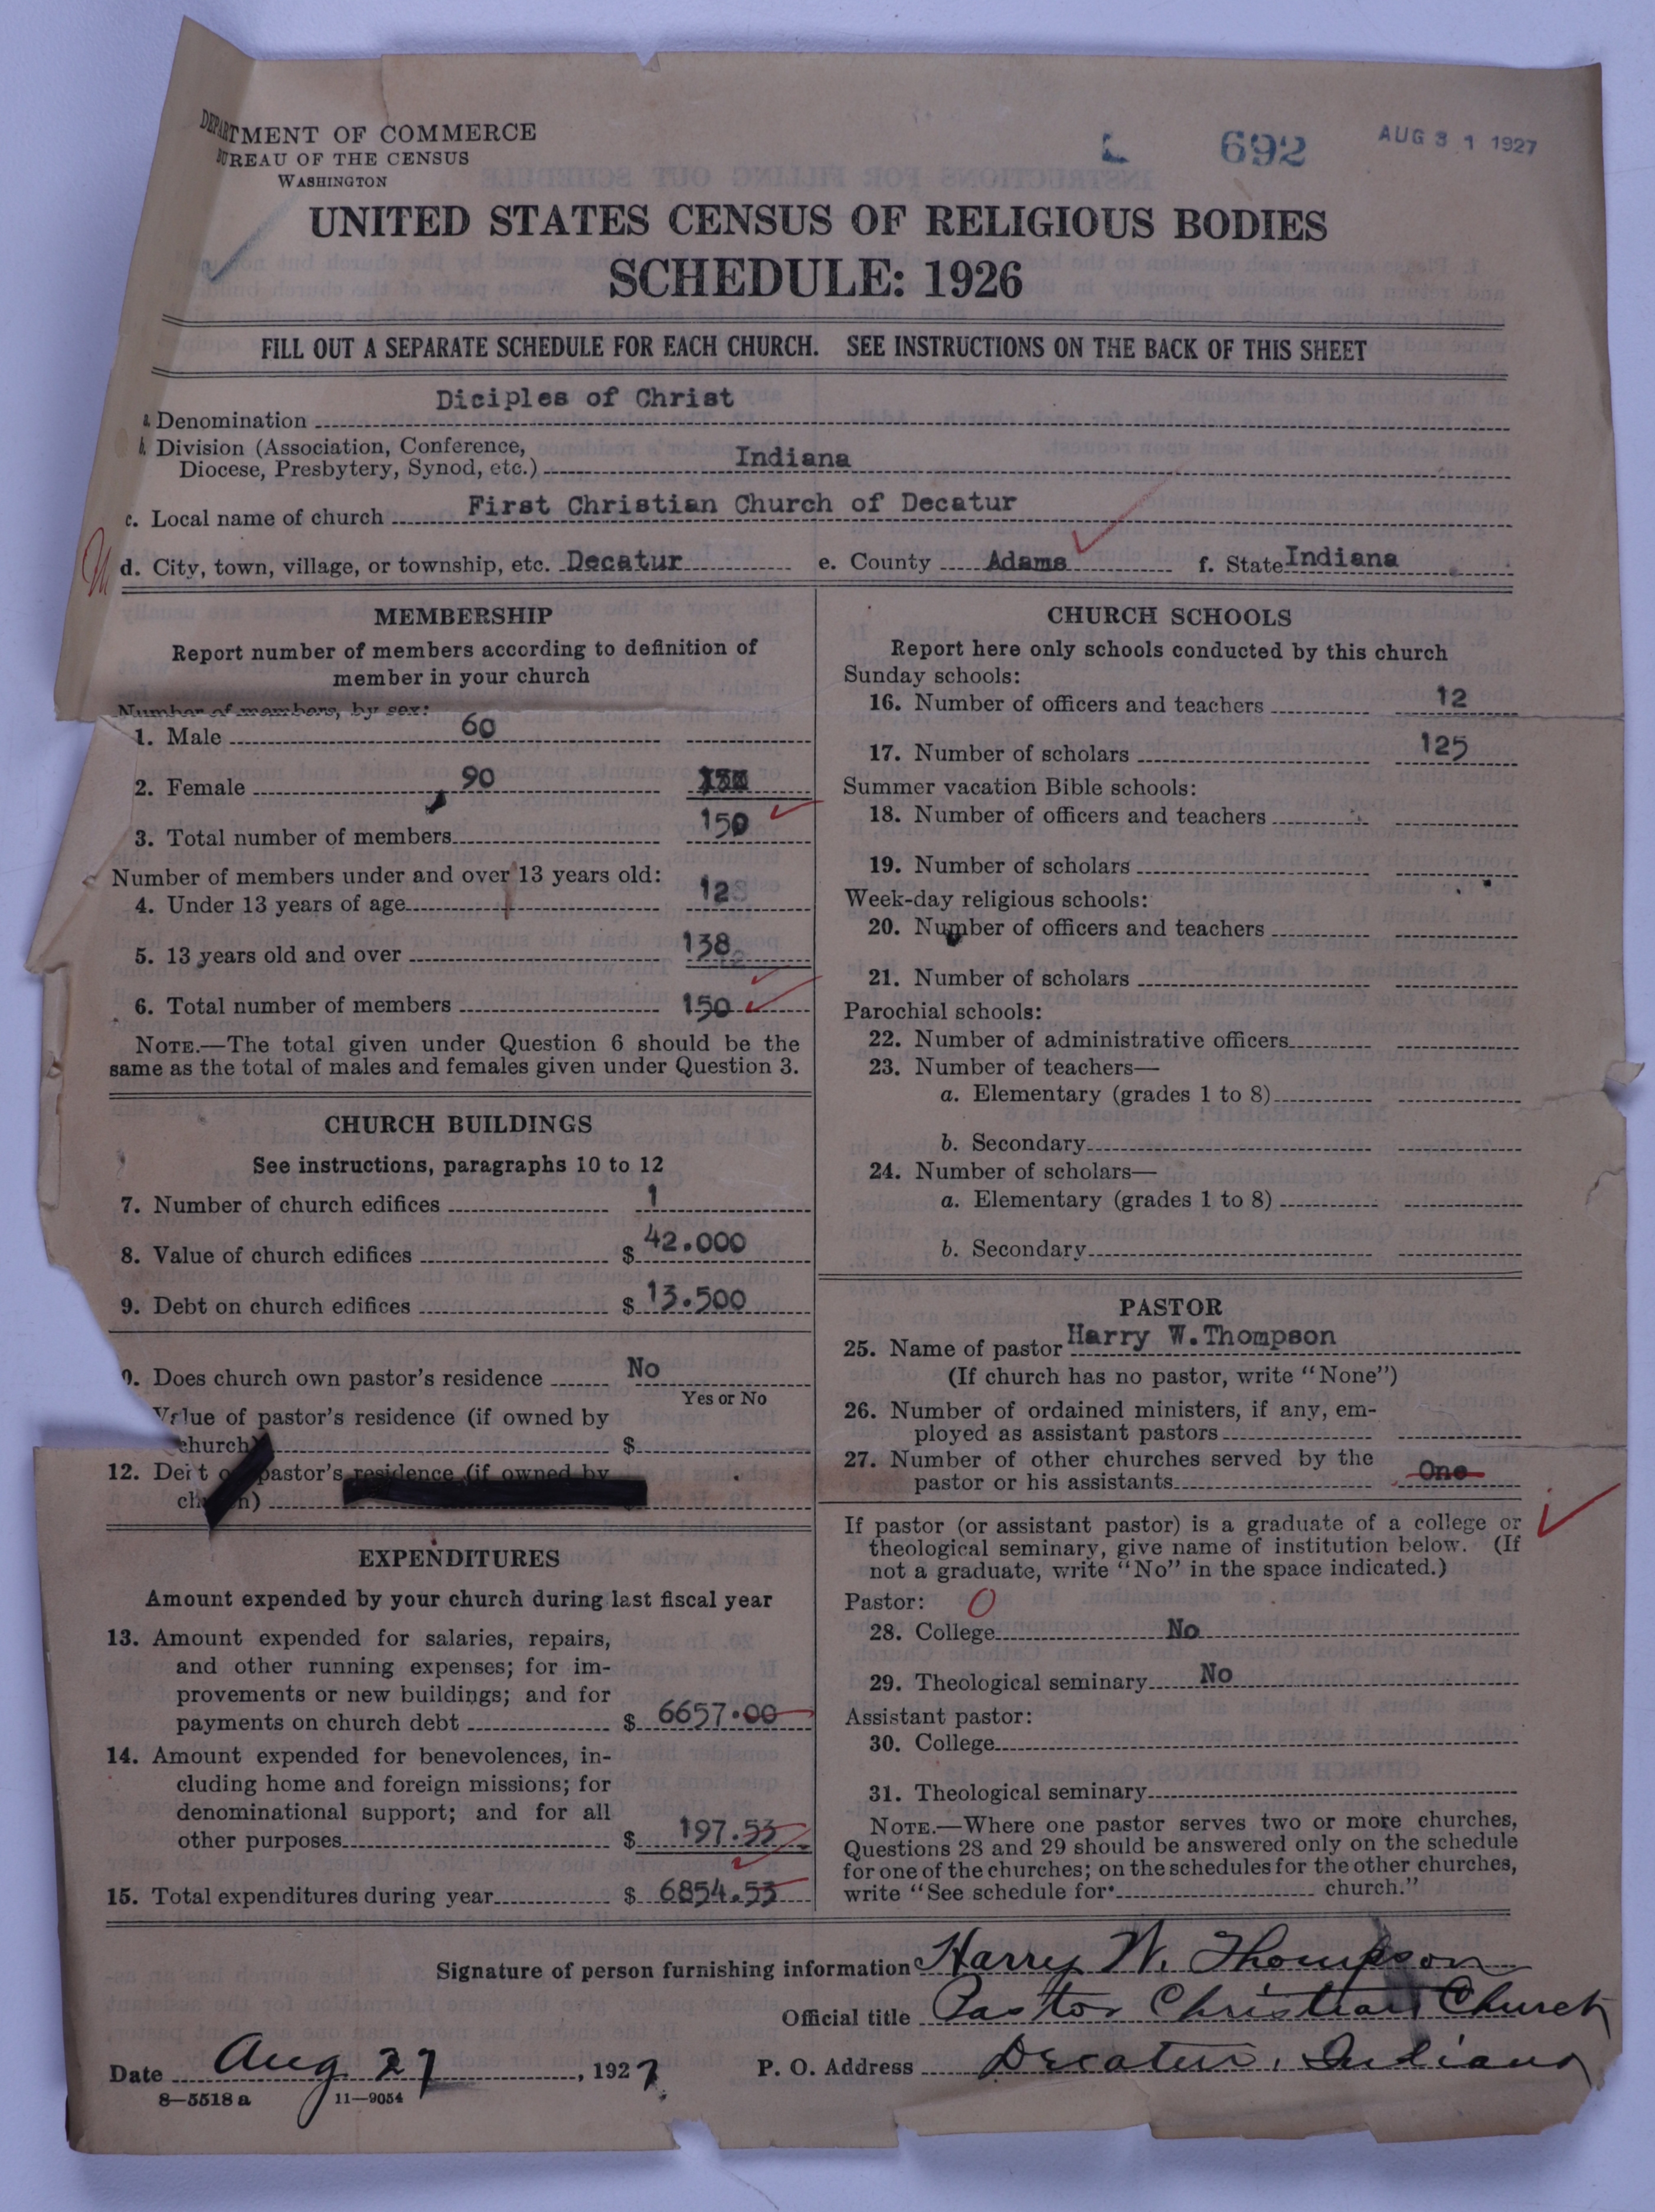 DEPARTMENT OF COMMERCE
BUREAU OF THE CENSUS
WASHINGTON
692
AUG 31 1927
UNITED STATES CENSUS OF RELIGIOUS BODIES
SCHEDULE: 1926
FILL OUT A SEPARATE SCHEDULE FOR EACH CHURCH. SEE INSTRUCTIONS ON THE BACK OF THIS SHEET
a. Denomination Diciples of Christ
b. Division (Association, Conference,
Diocese, Presbytery, Synod, etc.) Indiana
c. Local name of church First Christian Church of Decatur
d. City, town, village, or township, etc. Decatur e. County Adams f. State Indiana
MEMBERSHIP
Report number of members according to definition of
member in your church
Number of members, by sex:
1. Male 60
2. Female 90
3. Total number of members 150
Number of members under and over 13 years old:
4. Under 13 years of age 12
5. 13 years old and over 138
6. Total number of members 150
NOTE.—The total given under Question 6 should be the
same as the total of males and females given under Question 3.
CHURCH BUILDINGS
See instructions, paragraphs 10 to 12
7. Number of church edifices 1
8. Value of church edifices $ 42.000
9. Debt on church edifices $ 13.500
0. Does church own pastor's residence No
Yes or No
Value of pastor's residence (if owned by
church) $
12. Debt on pastor's residence (if owned by
church)
EXPENDITURES
Amount expended by your church during last fiscal year
13. Amount expended for salaries, repairs,
and other running expenses; for im-
provements or new buildings; and for
payments on church debt $ 6657.00
14. Amount expended for benevolences, in-
cluding home and foreign missions; for
denominational support; and for all
other purposes $ 197.53
15. Total expenditures during year $ 6854.53
CHURCH SCHOOLS
Report here only schools conducted by this church
Sunday schools:
16. Number of officers and teachers 12
17. Number of scholars 125
Summer vacation Bible schools:
18. Number of officers and teachers
19. Number of scholars
Week-day religious schools:
20. Number of officers and teachers
21. Number of scholars
Parochial schools:
22. Number of administrative officers
23. Number of teachers—
a. Elementary (grades 1 to 8)
b. Secondary
24. Number of scholars—
a. Elementary (grades 1 to 8)
b. Secondary
PASTOR
25. Name of pastor Harry W. Thompson
(If church has no pastor, write "None")
26. Number of ordained ministers, if any, em-
ployed as assistant pastors
27. Number of other churches served by the
pastor or his assistants One
If pastor (or assistant pastor) is a graduate of a college or
theological seminary, give name of institution below. (If
not a graduate, write "No" in the space indicated.)
Pastor: 0
28. College No
29. Theological seminary No
Assistant pastor:
30. College
31. Theological seminary
NOTE.—Where one pastor serves two or more churches,
Questions 28 and 29 should be answered only on the schedule
for one of the churches; on the schedules for the other churches,
write "See schedule for church."
Signature of person furnishing information Harry W. Thompson
Official title Pastor Christian Church
Date Aug 27, 1927 P. O. Address Decatur, Indiana
8—5518 a 11—9054